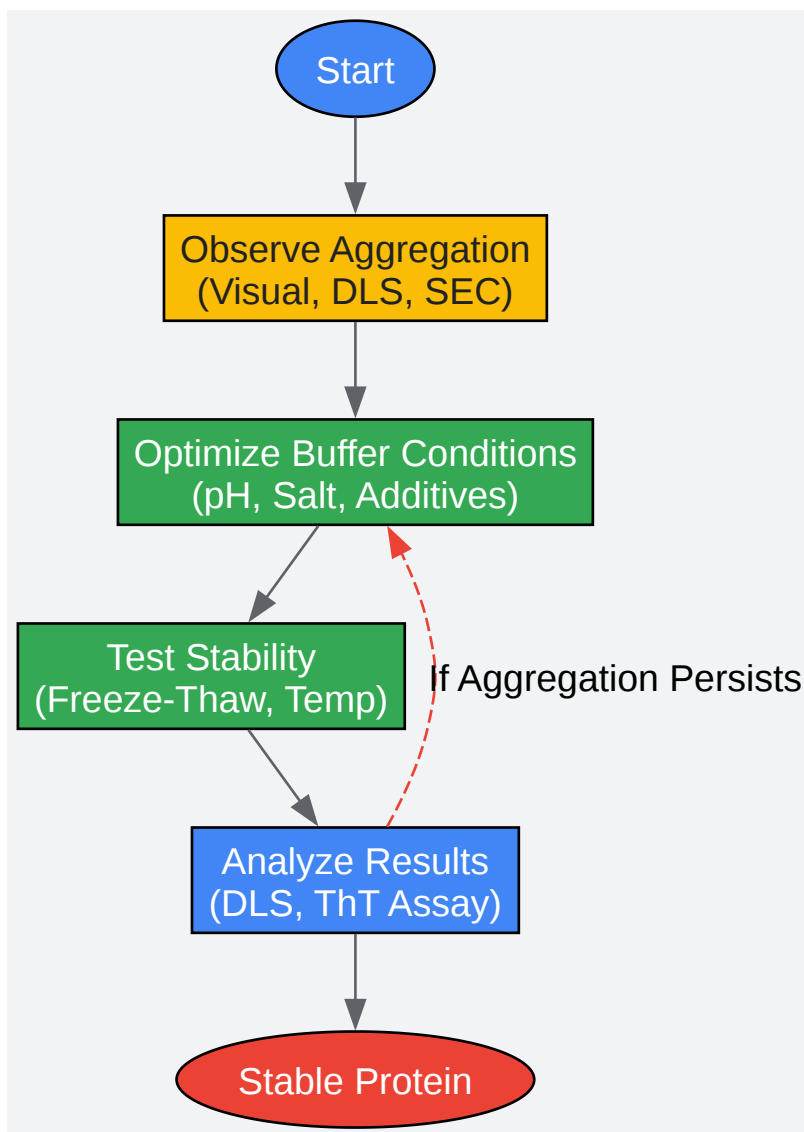 Start
Observe Aggregation
(Visual, DLS, SEC)
Optimize Buffer Conditions
(pH, Salt, Additives)
Test Stability
(Freeze-Thaw, Temp)
If Aggregation Persists
Analyze Results
(DLS, ThT Assay)
Stable Protein